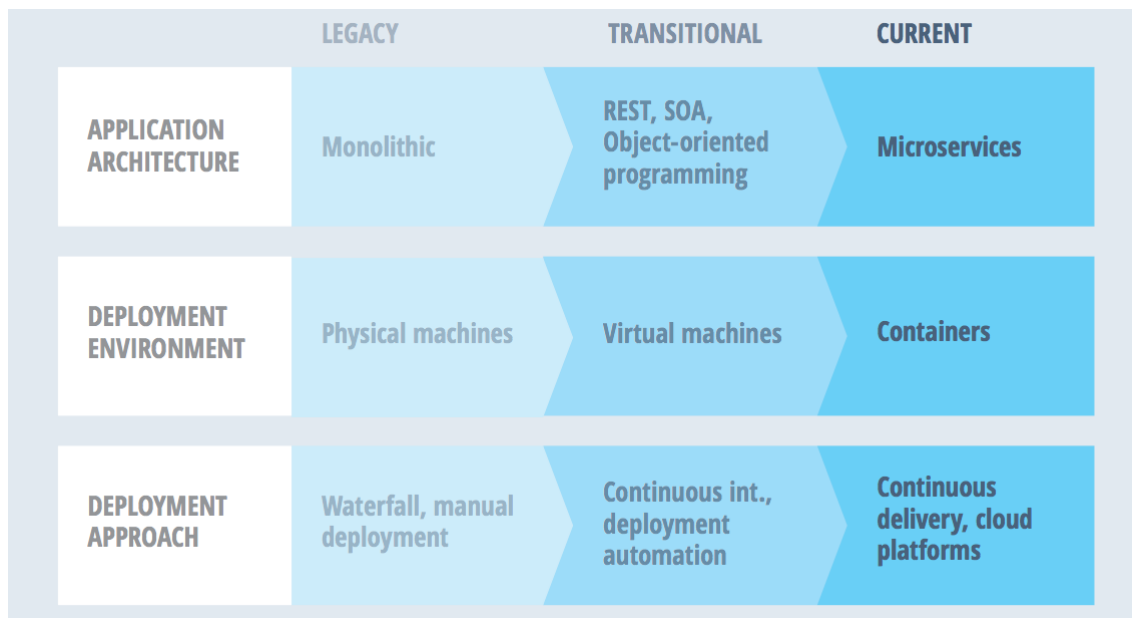 LEGACY
TRANSITIONAL
CURRENT
APPLICATION
ARCHITECTURE
Monolithic
REST, SOA,
Object-oriented
programming
Microservices
DEPLOYMENT
ENVIRONMENT
Physical machines
Virtual machines
Containers
DEPLOYMENT
APPROACH
Waterfall, manual
deployment
Continuous int.,
deployment
automation
Continuous
delivery, cloud
platforms